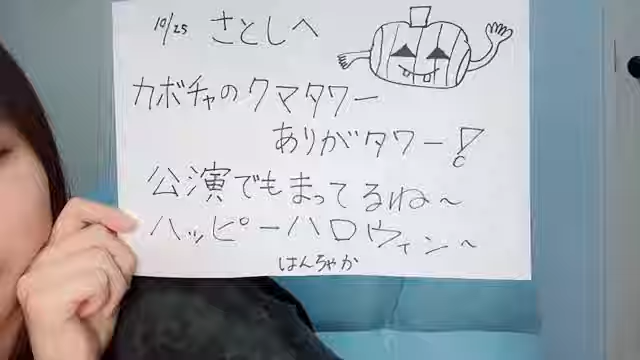 10/25 さとしへ
カボチャのクマタワー
ありがタワー!
公演でもまってるね〜
ハッピーハロウィン〜
はんちゃか